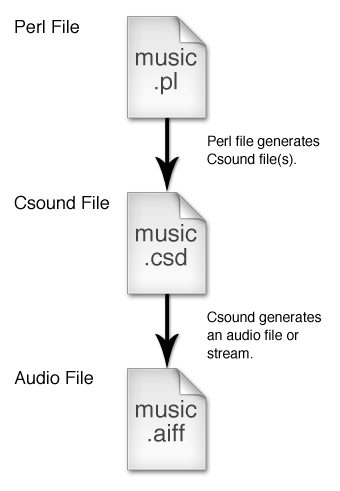 Perl File
music
.pl
Perl file generates
Csound file(s).
Csound File
music
.csd
Csound generates
an audio file or
stream.
Audio File
music
.aiff